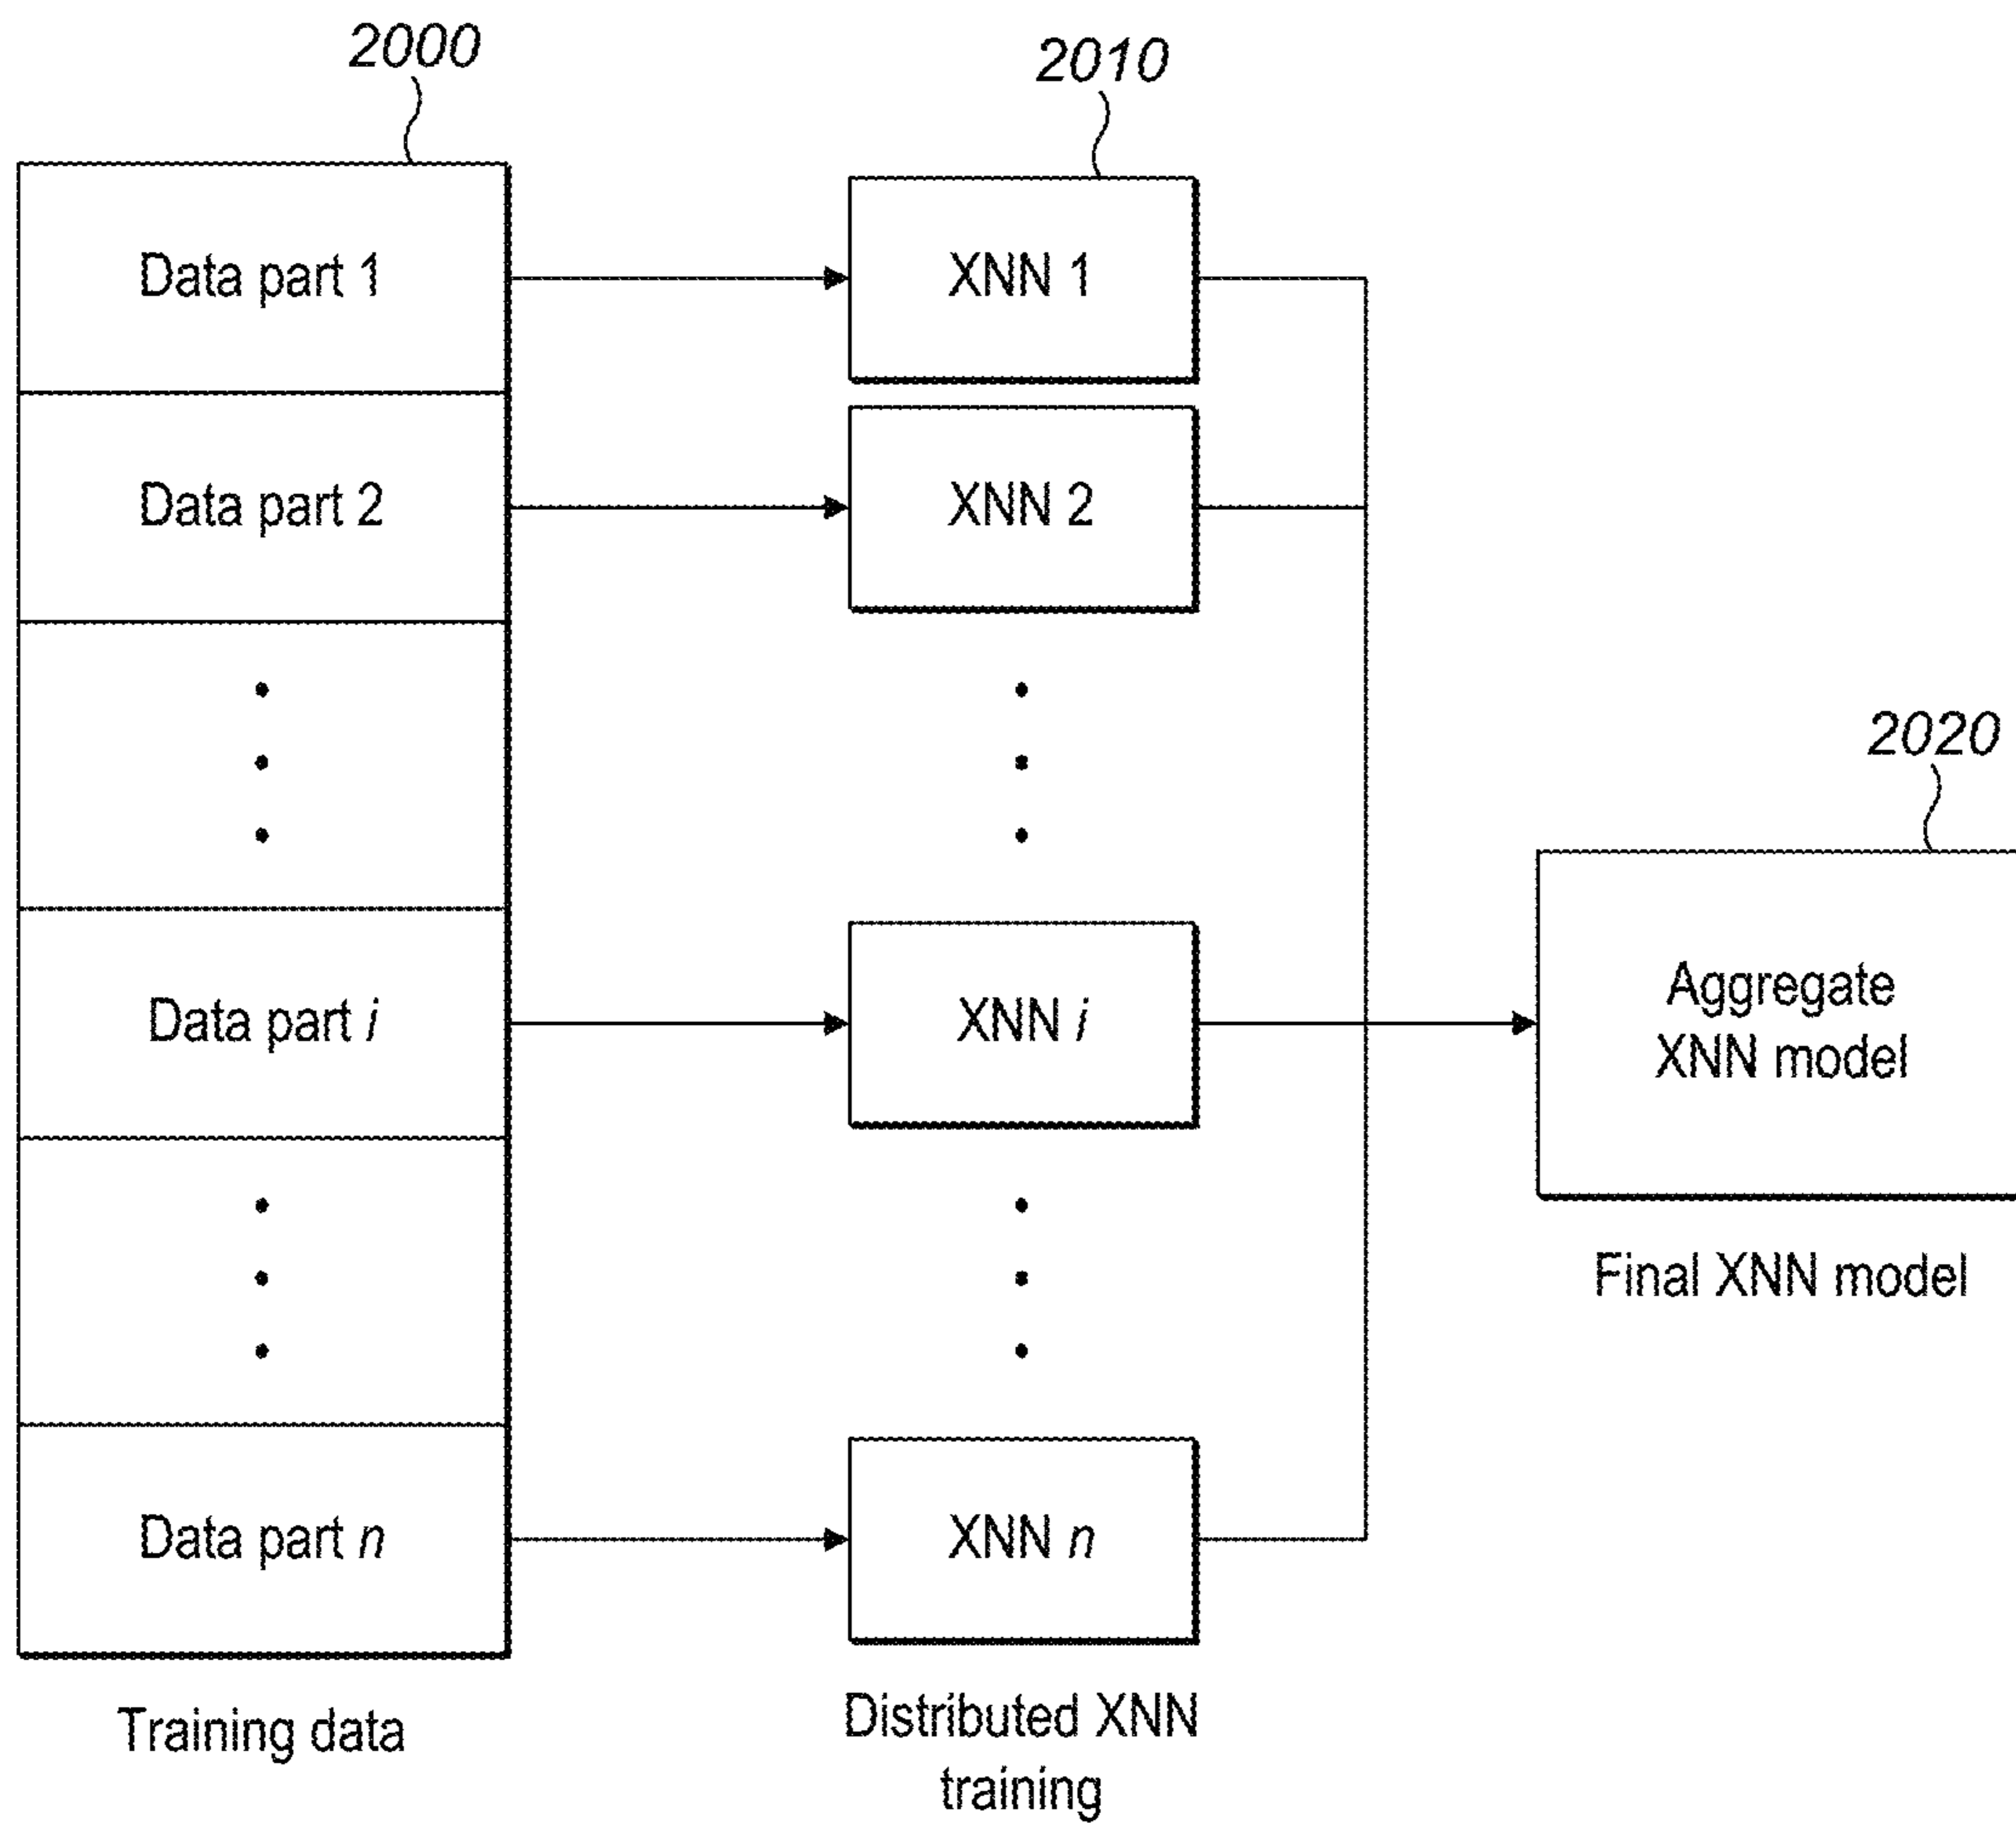 2000
2010
Data part 1
XNN 1
Data part 2
XNN 2
2020
Data part i
XNN i
Aggregate
XNN model
Final XNN model
Data part n
XNN n
Training data
Distributed XNN
training